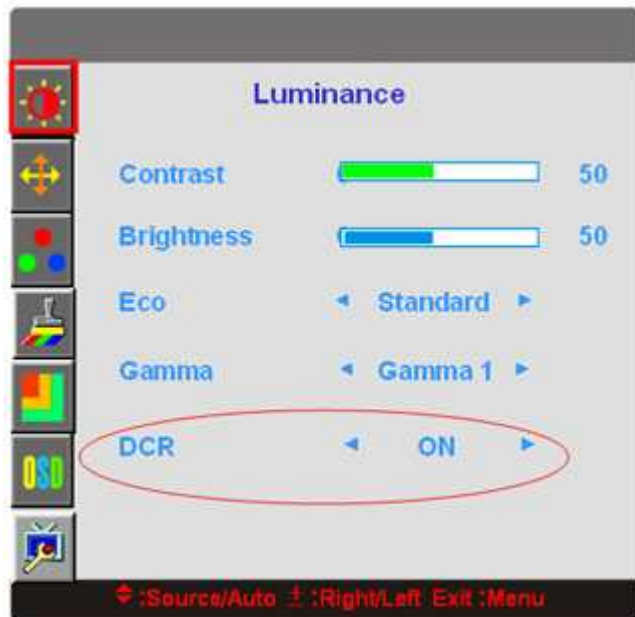 Luminance
Contrast 50
Brightness 50
Eco ◄ Standard ►
Gamma ◄ Gamma 1 ►
DCR ◄ ON ►
OSD
:Source/Auto ± :Right/Left Exit :Menu